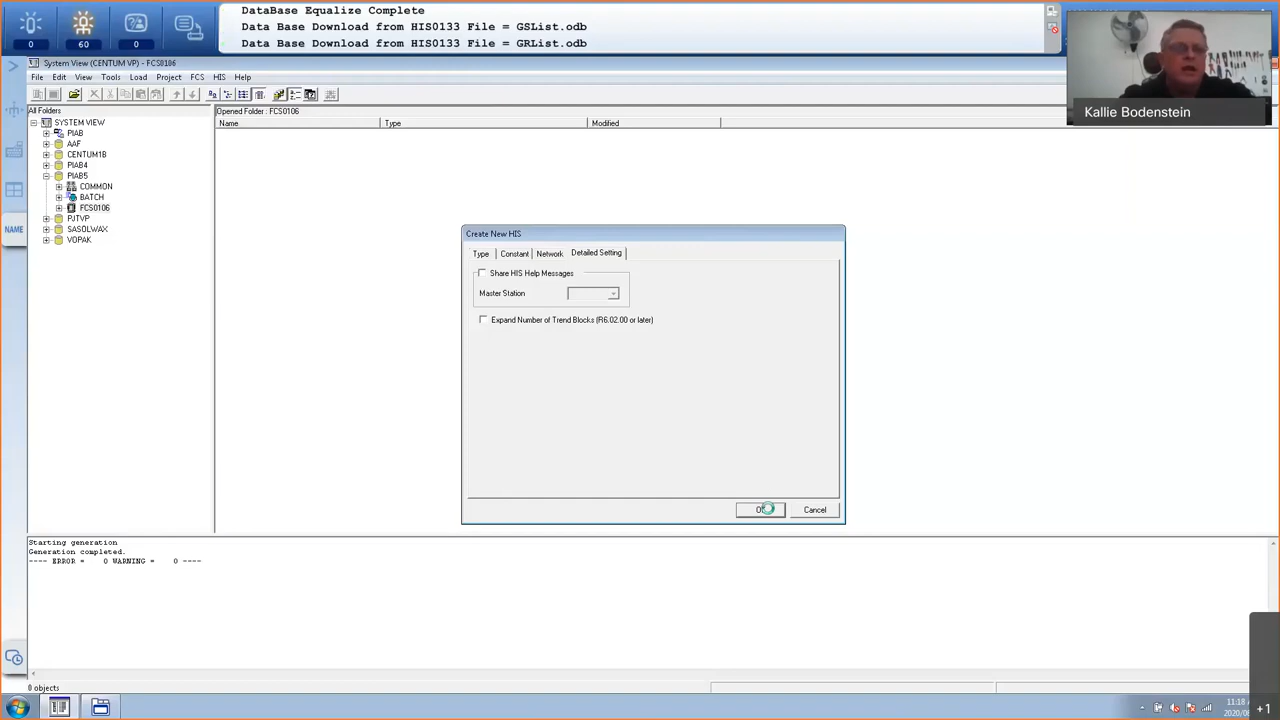 DataBase Equalize Complete
Data Base Download from HIS0133 File = GSList.odb
Data Base Download from HIS0133 File = GRList.odb
0
60
0
System View (CENTUM VP) - FCS0106
File Edit View Tools Load Project FCS HIS Help
Kallie Bodenstein
All Folders
Opened Folder : FCS0106
Name Type Modified
SYSTEM VIEW
PIAB
AAF
CENTUM1B
PIAB4
PIAB5
COMMON
BATCH
FCS0106
PJTVP
SASOLWAX
VOPAK
NAME
Create New HIS
Type Constant Network Detailed Setting
Share HIS Help Messages
Master Station
Expand Number of Trend Blocks (R6.02.00 or later)
Cancel
Starting generation
Generation completed.
---- ERROR = 0 WARNING = 0 ----
0 objects
11:18
+1